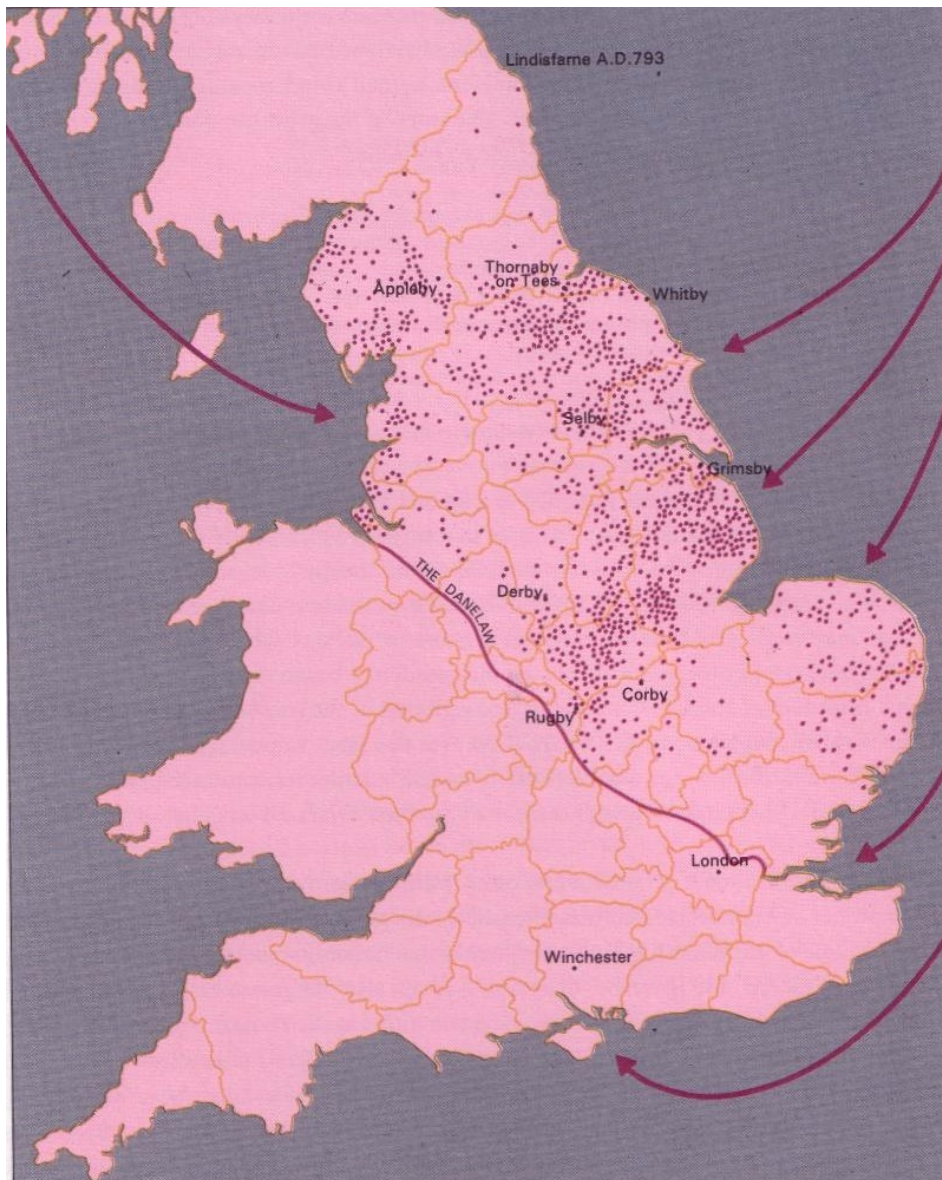 Lindisfarne A.D.793
Thornaby
on Tees
Appleby
Whitby
Selby
Grimsby
THE DANELAW
Derby
Corby
Rugby
London
Winchester